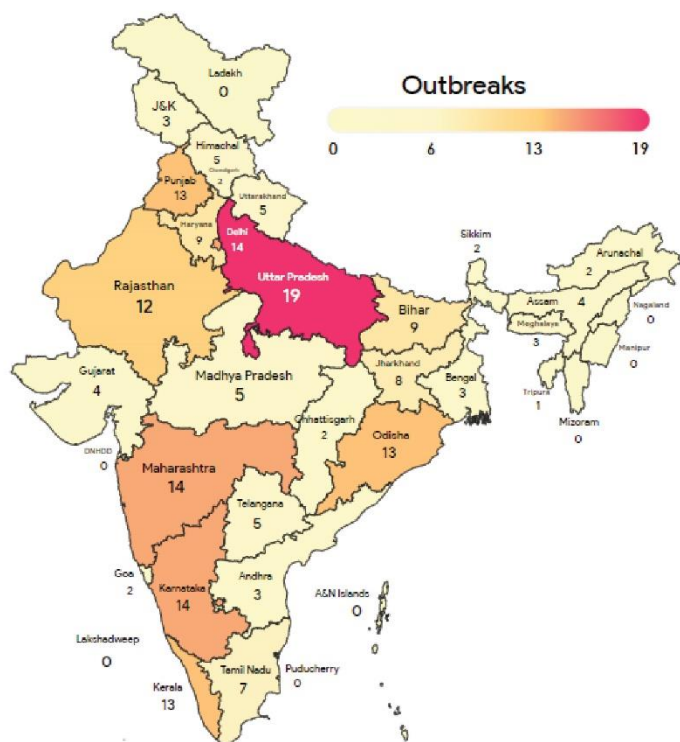 Outbreaks
0 6 13 19
Ladakh
0
J&K
3
Himachal
5
Chandigarh
2
Punjab
13
Uttarakhand
5
Haryana
9
Delhi
14
Uttar Pradesh
19
Rajasthan
12
Sikkim
2
Arunachal
2
Assam
4
Nagaland
0
Meghalaya
3
Manipur
0
Tripura
1
Mizoram
0
Bihar
9
Jharkhand
8
Bengal
3
Gujarat
4
Madhya Pradesh
5
Chhattisgarh
2
Odisha
13
DNHDD
0
Maharashtra
14
Telangana
5
Goa
2
Karnataka
14
Andhra
3
A&N Islands
0
Lakshadweep
0
Kerala
13
Tamil Nadu
7
Puducherry
0